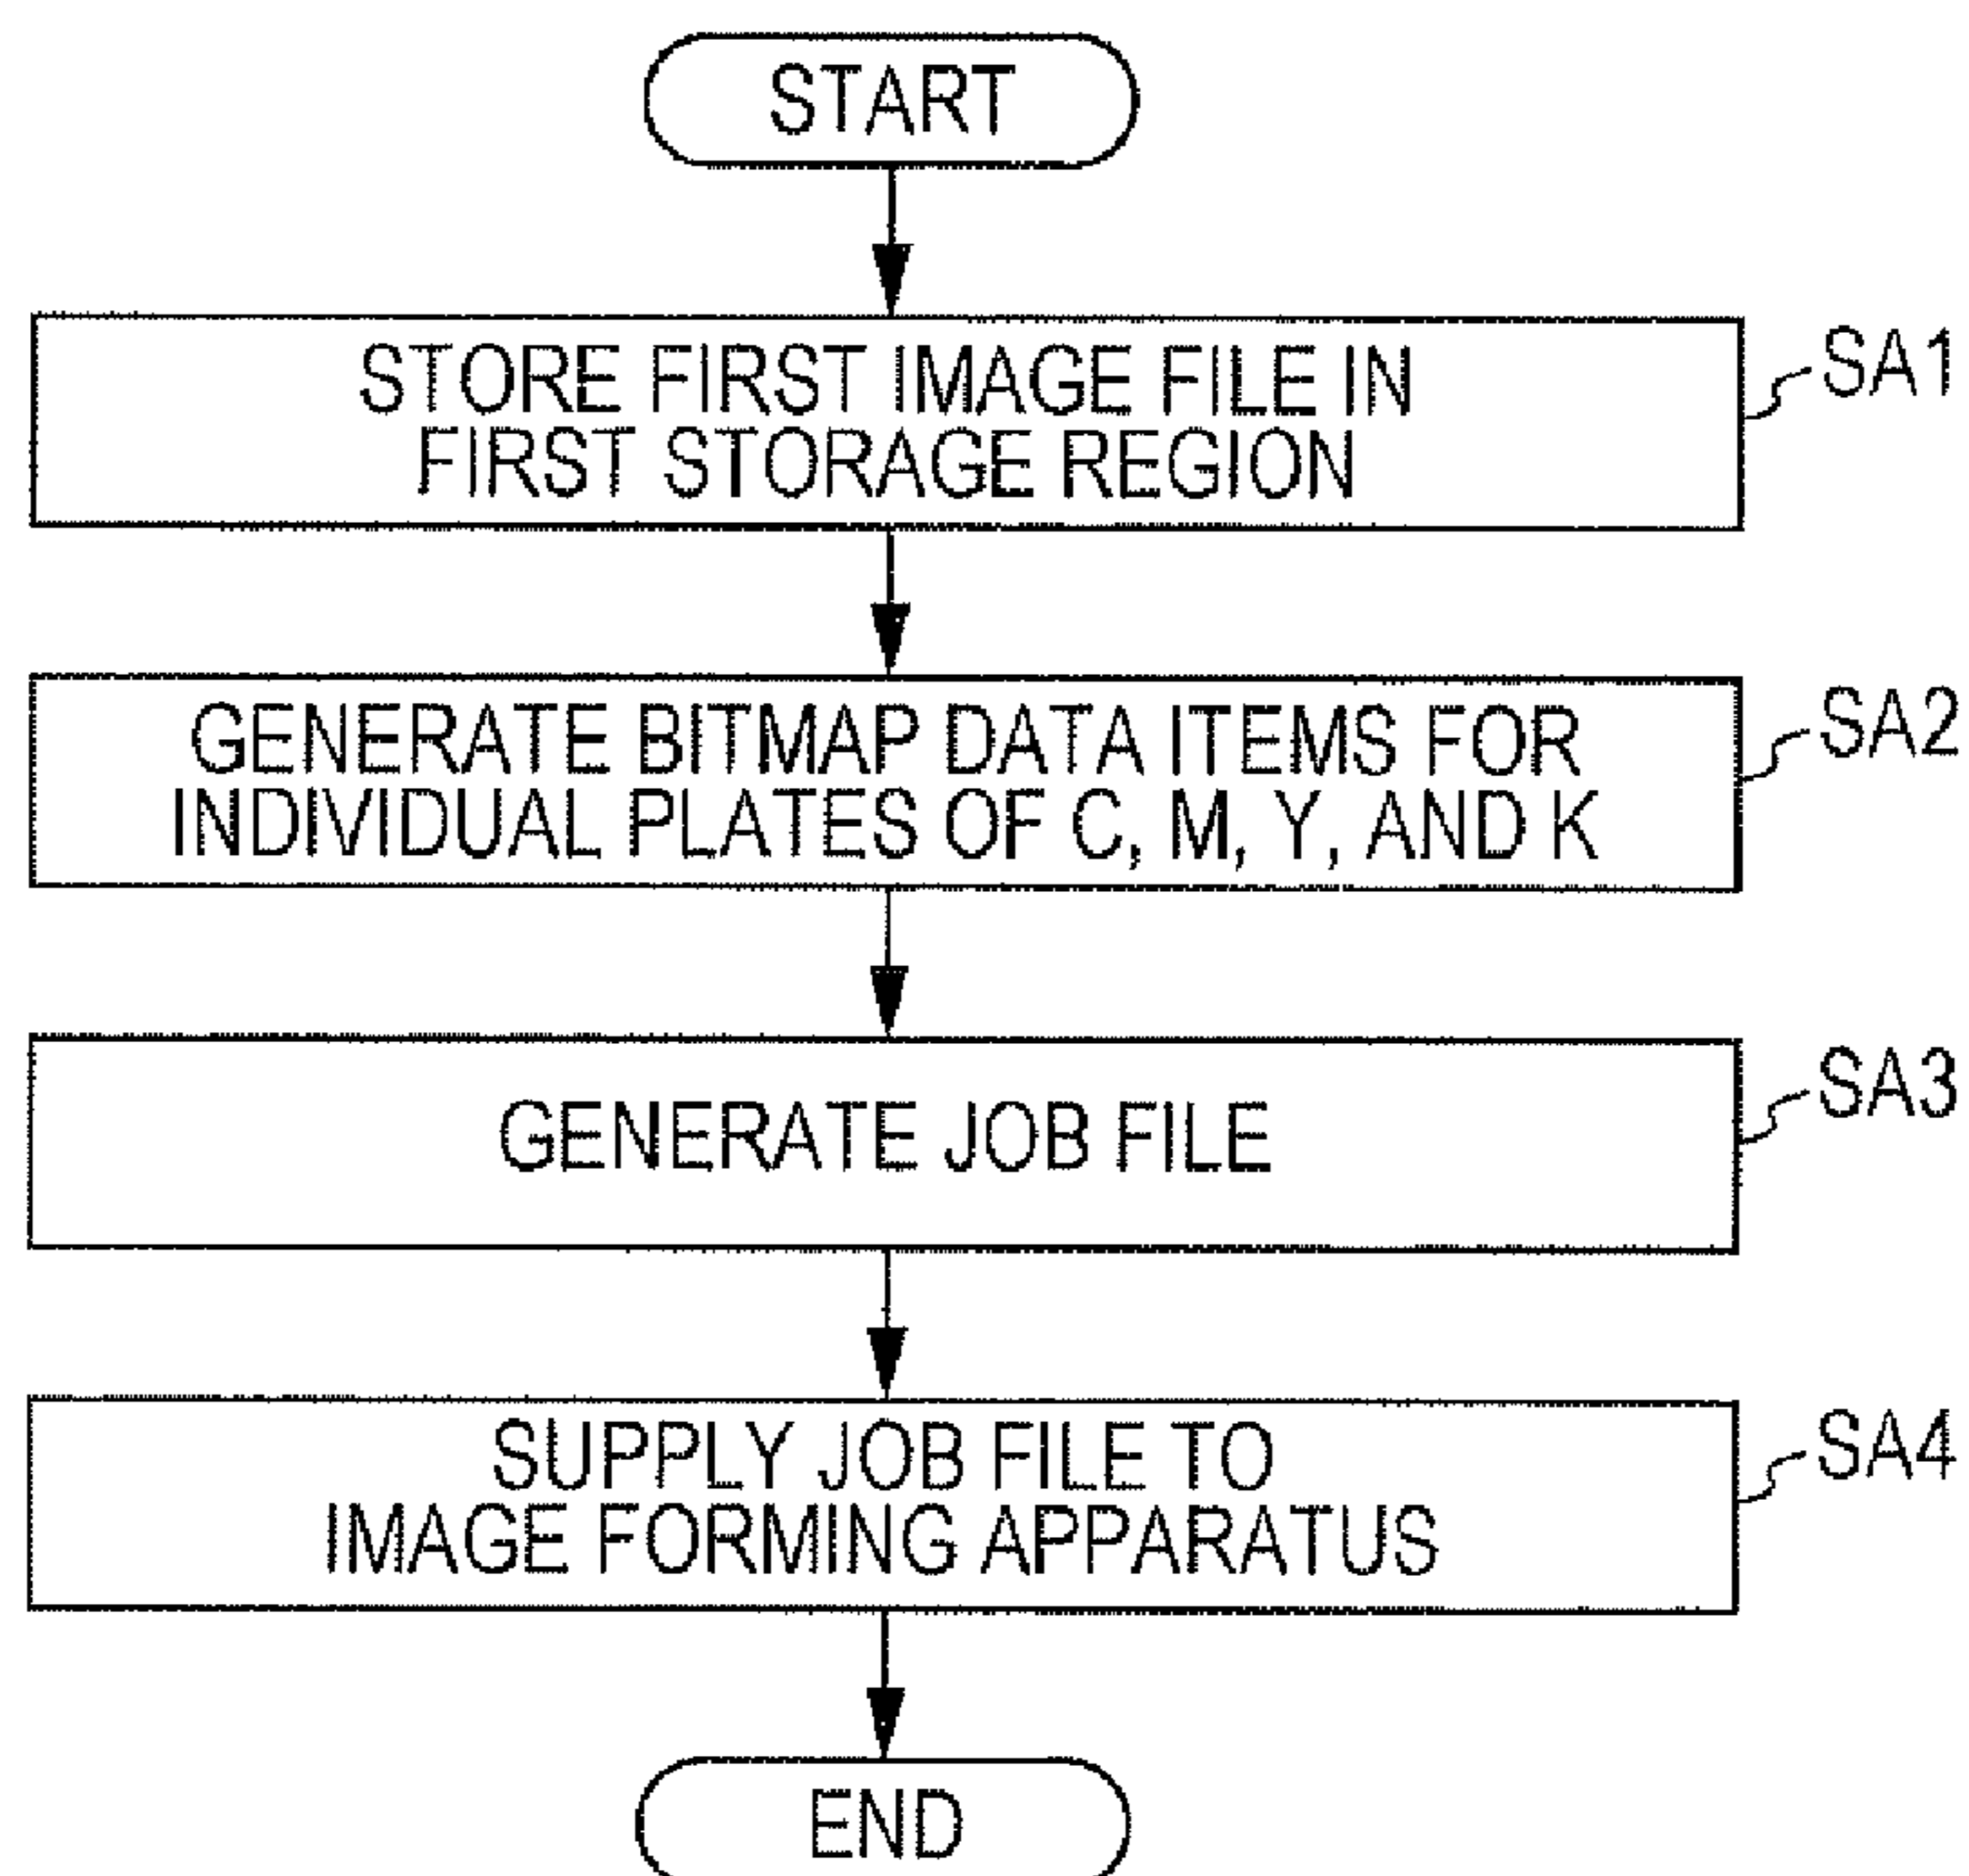 START
STORE FIRST IMAGE FILE IN
FIRST STORAGE REGION
SA1
GENERATE BITMAP DATA ITEMS FOR
INDIVIDUAL PLATES OF C, M, Y, AND K
SA2
GENERATE JOB FILE
SA3
SUPPLY JOB FILE TO
IMAGE FORMING APPARATUS
SA4
END